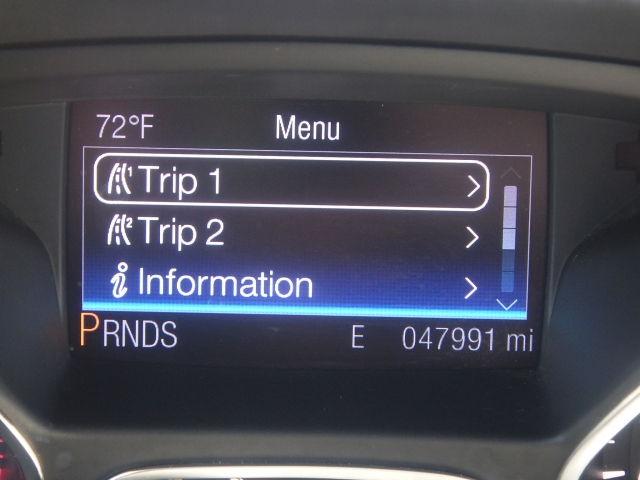 72°F Menu
Trip 1
Trip 2
Information
PRNDS E 047991 mi